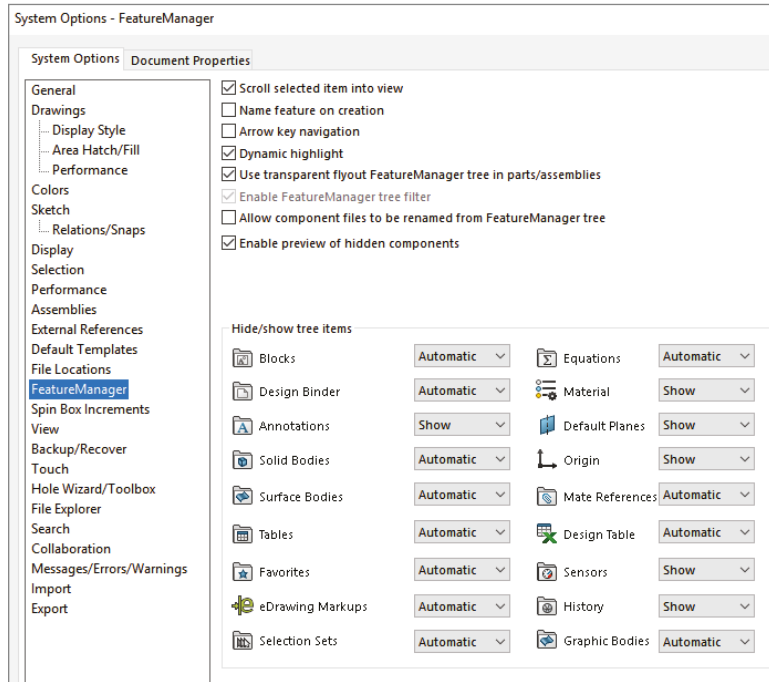 System Options - FeatureManager
System Options
Document Properties
General
Drawings
Display Style
Area Hatch/Fill
Performance
Colors
Sketch
Relations/Snaps
Display
Selection
Performance
Assemblies
External References
Default Templates
File Locations
FeatureManager
Spin Box Increments
View
Backup/Recover
Touch
Hole Wizard/Toolbox
File Explorer
Search
Collaboration
Messages/Errors/Warnings
Import
Export
Scroll selected item into view
Name feature on creation
Arrow key navigation
Dynamic highlight
Use transparent flyout FeatureManager tree in parts/assemblies
Enable FeatureManager tree filter
Allow component files to be renamed from FeatureManager tree
Enable preview of hidden components
Hide/show tree items
Blocks Automatic Equations Automatic
Design Binder Automatic Material Show
Annotations Show Default Planes Show
Solid Bodies Automatic Origin Show
Surface Bodies Automatic Mate References Automatic
Tables Automatic Design Table Automatic
Favorites Automatic Sensors Show
eDrawing Markups Automatic History Show
Selection Sets Automatic Graphic Bodies Automatic